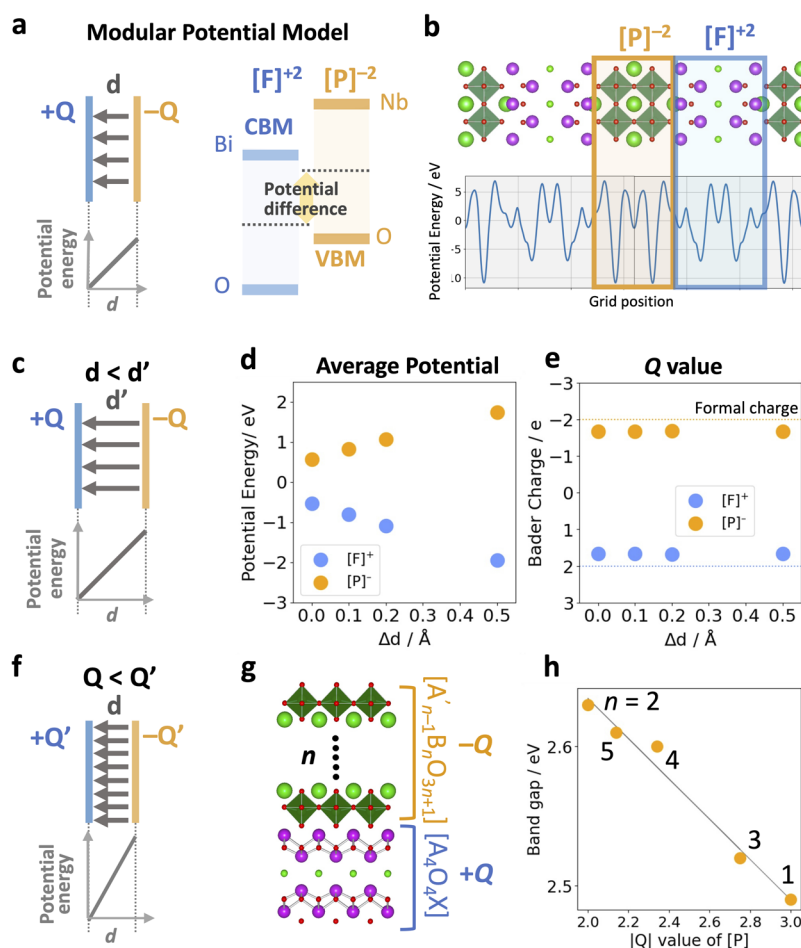 a
Modular Potential Model
d
+Q
−Q
Potential
energy
d
[F]+2
[P]−2
CBM
Nb
Bi
Potential
difference
O
VBM
O
b
[P]−2
[F]+2
Potential Energy / eV
5
0
-5
-10
Grid position
c
d < d’
d’
+Q
−Q
Potential
energy
d
d
Average Potential
Potential Energy/ eV
2
1
0
−1
−2
−3
[F]+
[P]−
0.0 0.1 0.2 0.3 0.4 0.5
Δd / Å
e
Q value
Bader Charge / e
−3
−2
−1
0
1
2
3
Formal charge
[F]+
[P]−
0.0 0.1 0.2 0.3 0.4 0.5
Δd / Å
f
Q < Q’
d
+Q’
−Q’
Potential
energy
d
g
n
[A’n−1BnO3n+1]
−Q
[A4O4X]
+Q
h
Band gap / eV
2.6
2.5
n = 2
5
4
3
1
2.0 2.2 2.4 2.6 2.8 3.0
|Q| value of [P]